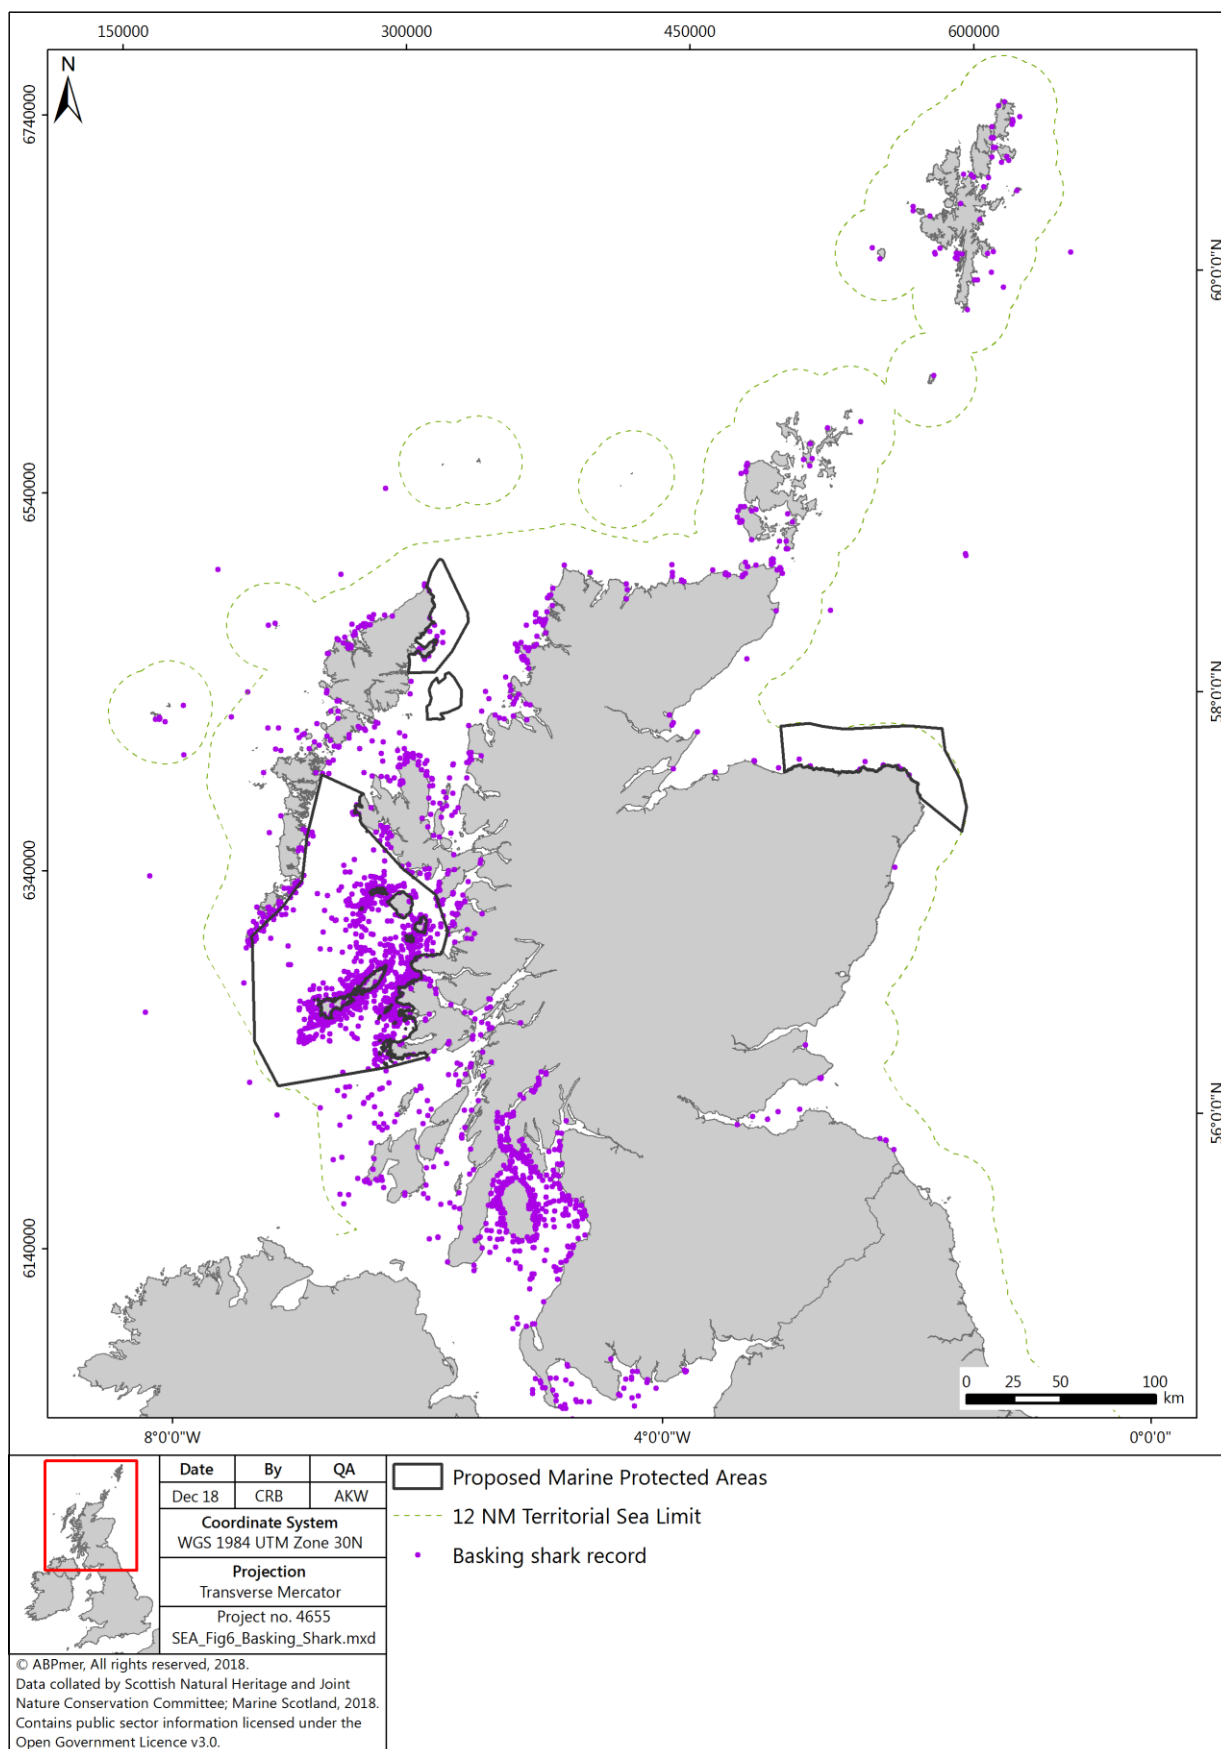 150000 300000 450000 600000
N
6740000
6540000
6340000
6140000
60°0'0"N
58°0'0"N
56°0'0"N
0 25 50 100
km
8°0'0"W 4°0'0"W 0°0'0"
Date By QA
Dec 18 CRB AKW
Coordinate System
WGS 1984 UTM Zone 30N
Projection
Transverse Mercator
Project no. 4655
SEA_Fig6_Basking_Shark.mxd
© ABPmer, All rights reserved, 2018.
Data collated by Scottish Natural Heritage and Joint
Nature Conservation Committee; Marine Scotland, 2018.
Contains public sector information licensed under the
Open Government Licence v3.0.
Proposed Marine Protected Areas
12 NM Territorial Sea Limit
Basking shark record